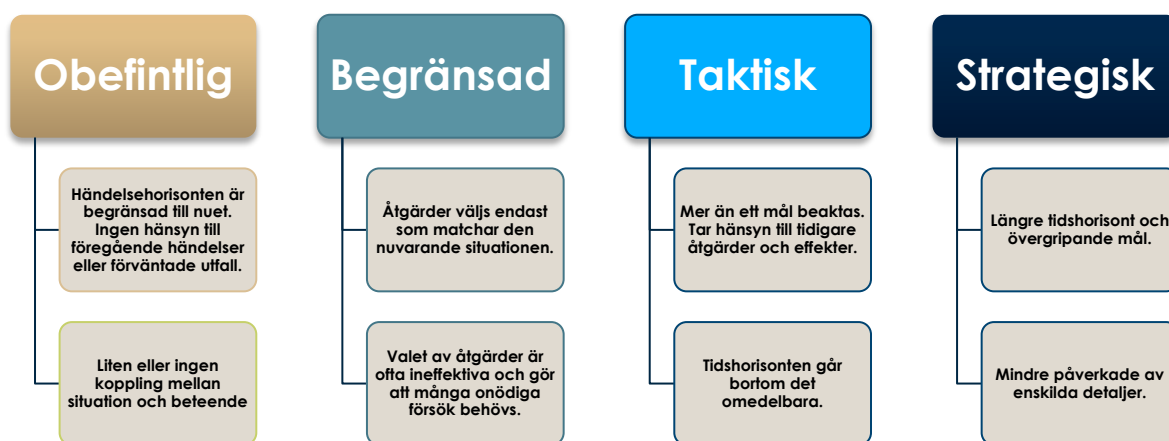 Obefintlig
Händelsehorisonten är
begränsad till nuet.
Ingen hänsyn till
föregående händelser
eller förväntade utfall.
Liten eller ingen
koppling mellan
situation och beteende
Begränsad
Åtgärder väljs endast
som matchar den
nuvarande situationen.
Valet av åtgärder är
ofta ineffektiva och gör
att många onödiga
försök behövs.
Taktisk
Mer än ett mål beaktas.
Tar hänsyn till tidigare
åtgärder och effekter.
Tidshorisonten går
bortom det
omedelbara.
Strategisk
Längre tidshorisont och
övergripande mål.
Mindre påverkade av
enskilda detaljer.